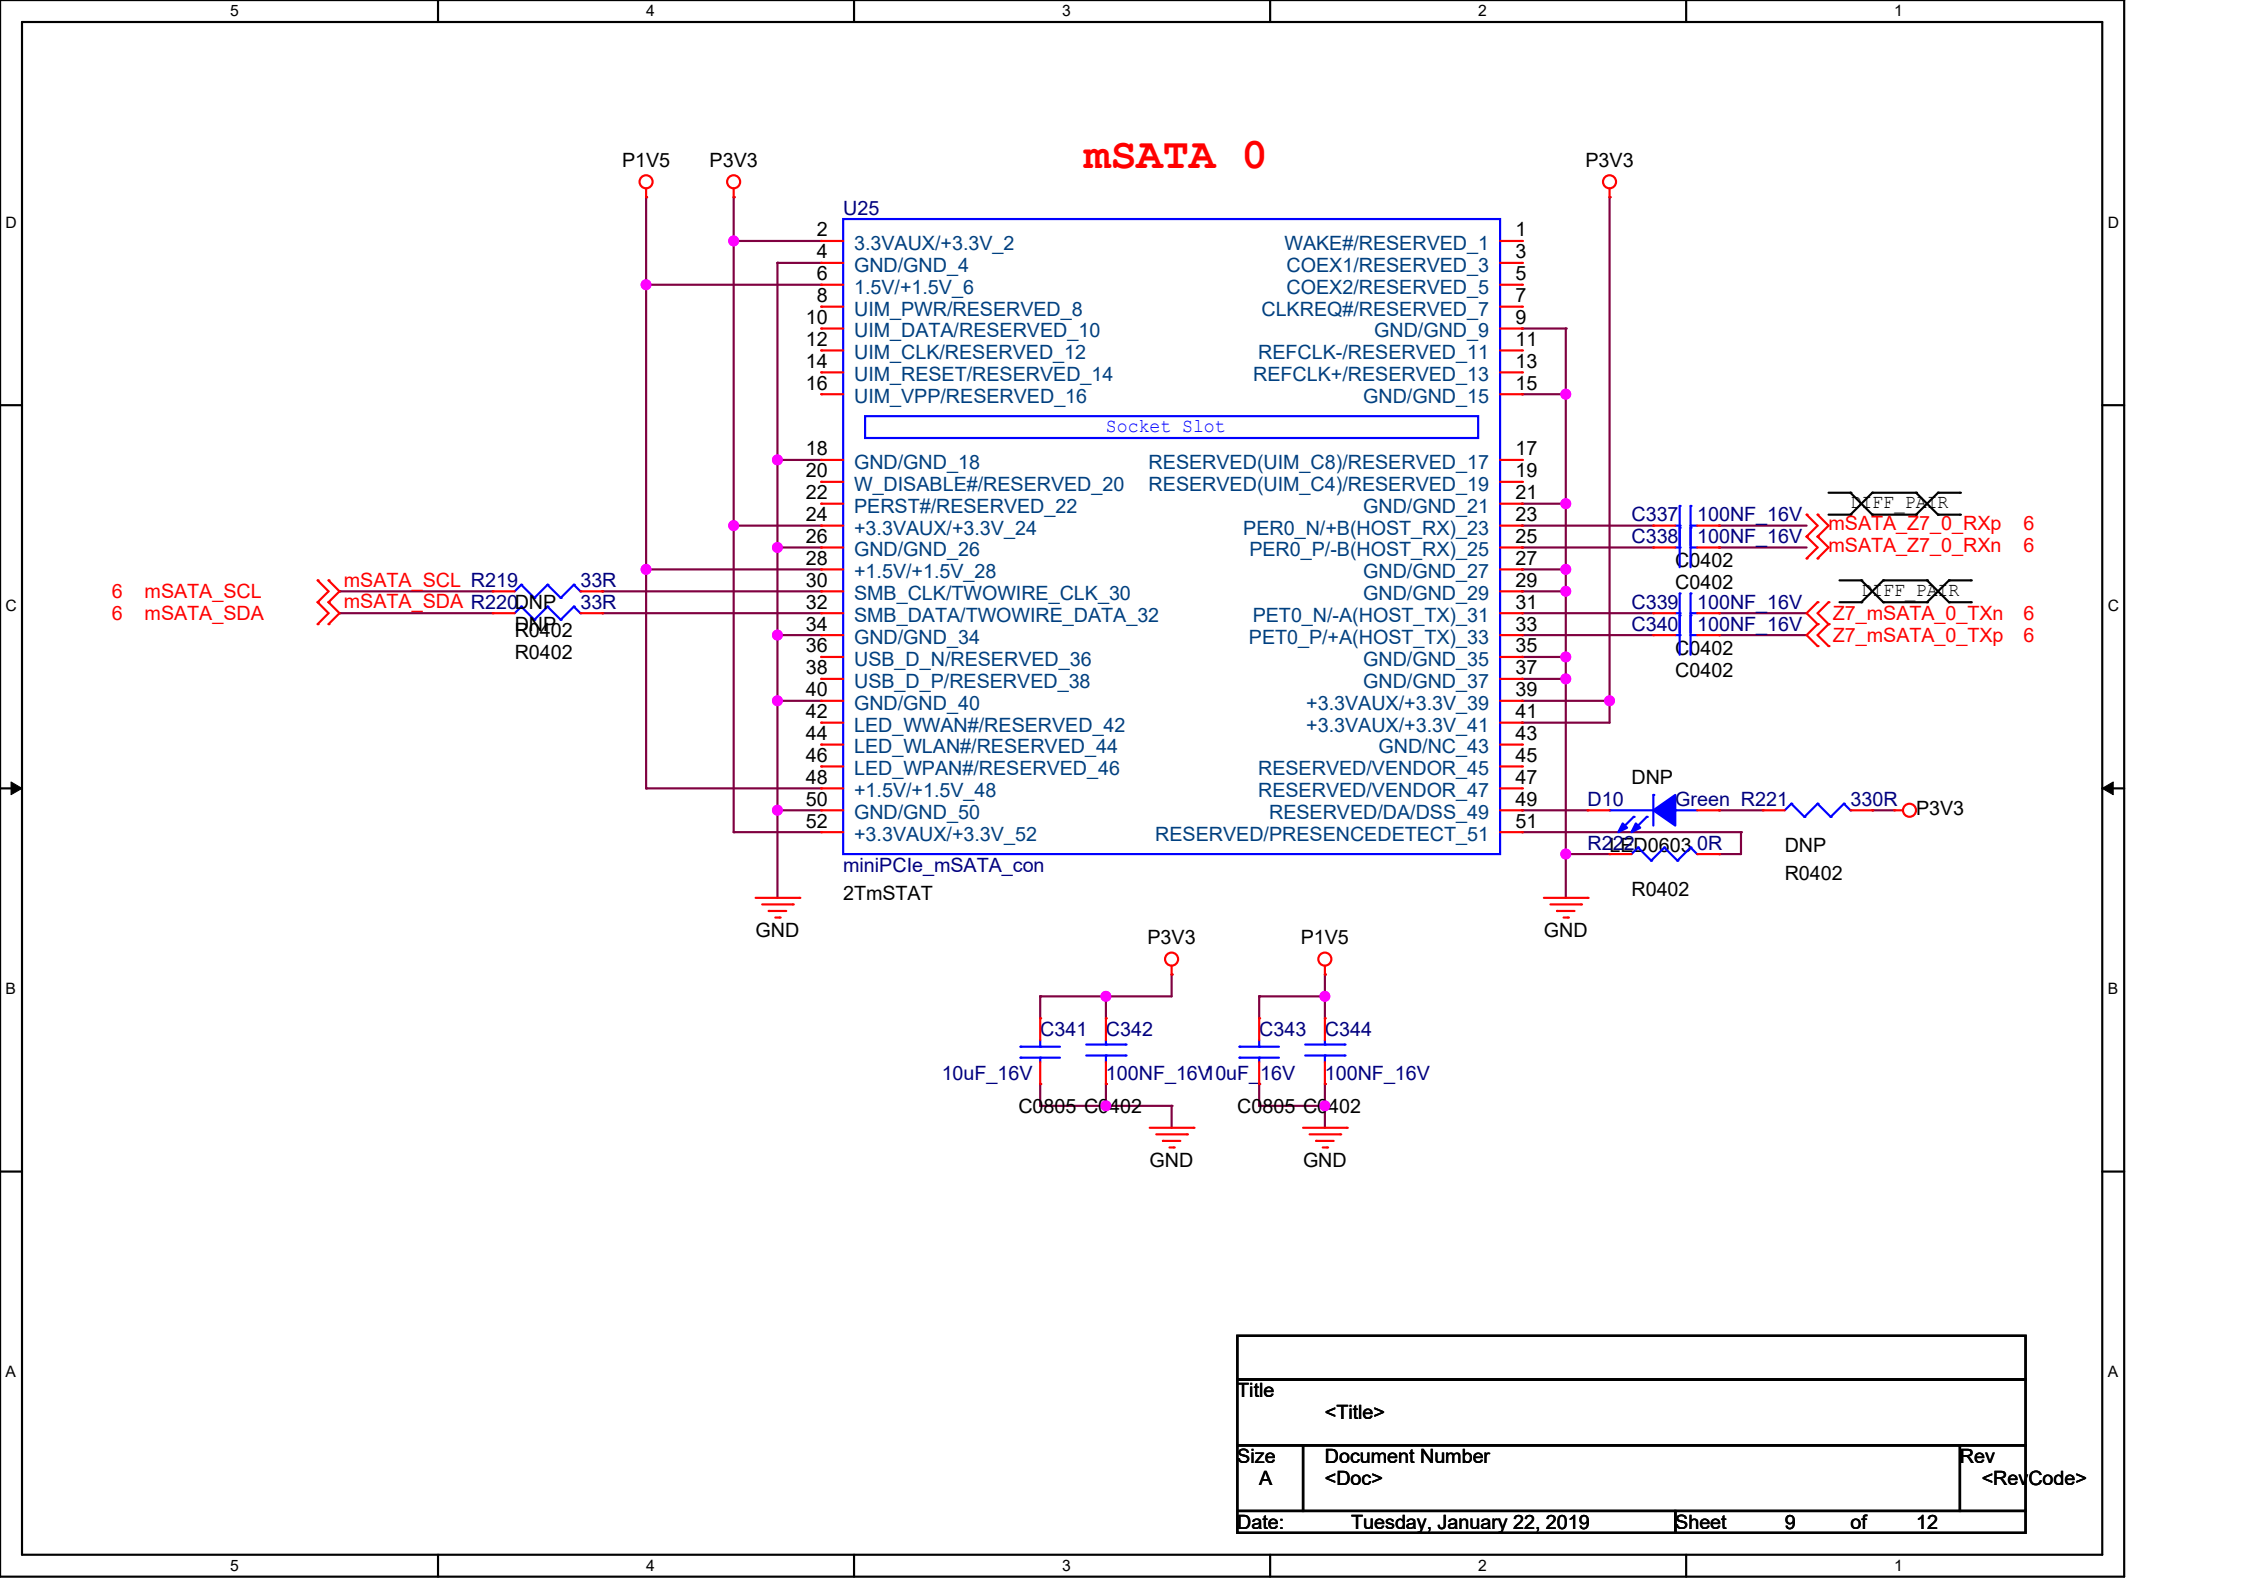 5 4 3 2 1
D
D
C
C
B
B
A
A
mSATA 0
P1V5
P3V3
P3V3
U25
2 3.3VAUX/+3.3V_2
4 GND/GND_4
6 1.5V/+1.5V_6
8 UIM_PWR/RESERVED_8
10 UIM_DATA/RESERVED_10
12 UIM_CLK/RESERVED_12
14 UIM_RESET/RESERVED_14
16 UIM_VPP/RESERVED_16
WAKE#/RESERVED_1 1
COEX1/RESERVED_3 3
COEX2/RESERVED_5 5
CLKREQ#/RESERVED_7 7
GND/GND_9 9
REFCLK-/RESERVED_11 11
REFCLK+/RESERVED_13 13
GND/GND_15 15
Socket Slot
18 GND/GND_18
20 W_DISABLE#/RESERVED_20
22 PERST#/RESERVED_22
24 +3.3VAUX/+3.3V_24
26 GND/GND_26
28 +1.5V/+1.5V_28
30 SMB_CLK/TWOWIRE_CLK_30
32 SMB_DATA/TWOWIRE_DATA_32
34 GND/GND_34
36 USB_D_N/RESERVED_36
38 USB_D_P/RESERVED_38
40 GND/GND_40
42 LED_WWAN#/RESERVED_42
44 LED_WLAN#/RESERVED_44
46 LED_WPAN#/RESERVED_46
48 +1.5V/+1.5V_48
50 GND/GND_50
52 +3.3VAUX/+3.3V_52
RESERVED(UIM_C8)/RESERVED_17 17
RESERVED(UIM_C4)/RESERVED_19 19
GND/GND_21 21
PER0_N/+B(HOST_RX)_23 23
PER0_P/-B(HOST_RX)_25 25
GND/GND_27 27
GND/GND_29 29
PET0_N/-A(HOST_TX)_31 31
PET0_P/+A(HOST_TX)_33 33
GND/GND_35 35
GND/GND_37 37
+3.3VAUX/+3.3V_39 39
+3.3VAUX/+3.3V_41 41
GND/NC_43 43
RESERVED/VENDOR_45 45
RESERVED/VENDOR_47 47
RESERVED/DA/DSS_49 49
RESERVED/PRESENCEDETECT_51 51
miniPCIe_mSATA_con
2TmSTAT
6 mSATA_SCL mSATA_SCL R219 33R
6 mSATA_SDA mSATA_SDA R220 33R
DNP
DNP
R0402
R0402
DIFF_PAIR
C337 100NF_16V mSATA_Z7_0_RXp 6
C338 100NF_16V mSATA_Z7_0_RXn 6
C0402
C0402
DIFF_PAIR
C339 100NF_16V Z7_mSATA_0_TXn 6
C340 100NF_16V Z7_mSATA_0_TXp 6
C0402
C0402
DNP
D10 Green R221 330R P3V3
LED0603
R222 0R
R0402
DNP
R0402
GND
GND
P3V3
P1V5
C341 C342
10uF_16V 100NF_16V
C0805 C0402
GND
C343 C344
10uF_16V 100NF_16V
C0805 C0402
GND
Title
<Title>
Size
A
Document Number
<Doc>
Rev
<RevCode>
Date: Tuesday, January 22, 2019 Sheet 9 of 12
5 4 3 2 1